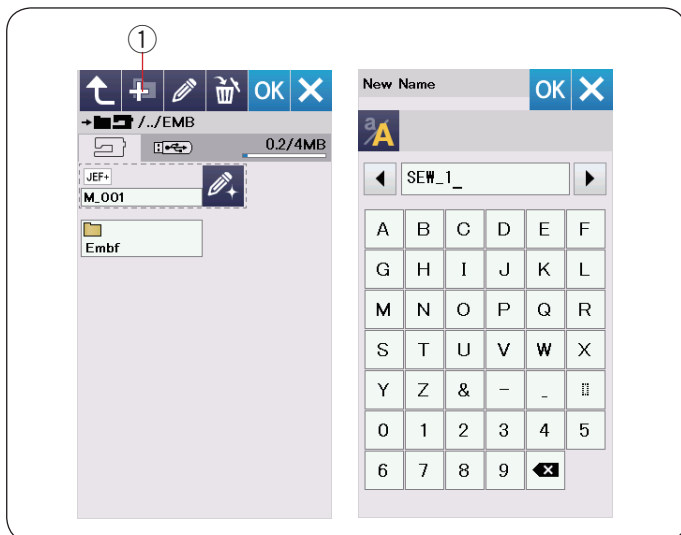 ①
OK
/../EMB
0.2/4MB
JEF+
M_001
Embf
New Name
OK
a/A
SEW_1_
A B C D E F
G H I J K L
M N O P Q R
S T U V W X
Y Z & - _
0 1 2 3 4 5
6 7 8 9